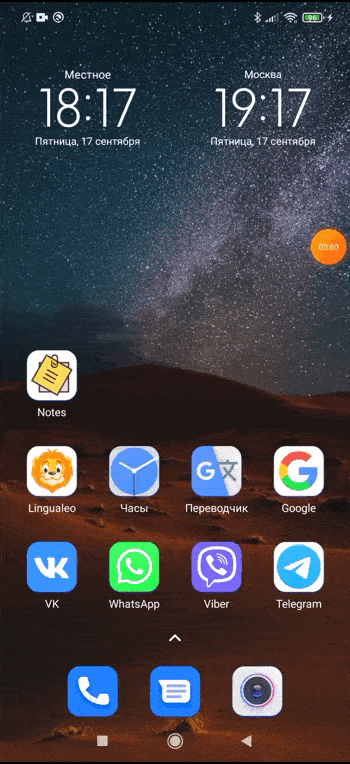 96
Местное
Москва
18:17
19:17
Пятница, 17 сентября
Пятница, 17 сентября
00:00
Notes
Lingualeo
Часы
Переводчик
Google
VK
WhatsApp
Viber
Telegram